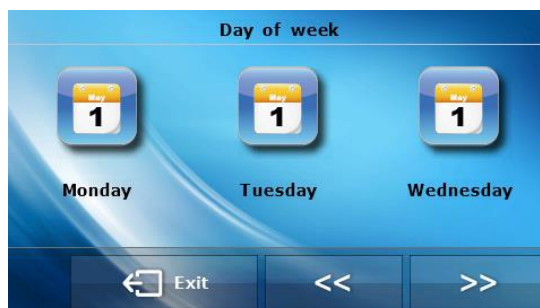 Day of week
May May May
1 1 1
Monday Tuesday Wednesday
Exit << >>